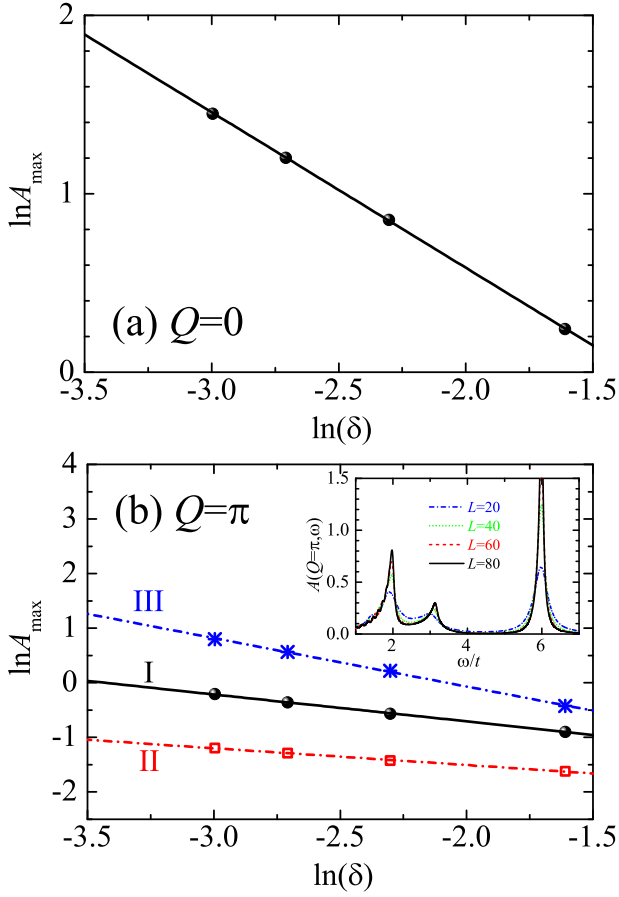 2
1
0
lnAmax
(a) Q=0
-3.5 -3.0 -2.5 -2.0 -1.5
ln(δ)
4
3
2
1
0
-1
-2
lnAmax
(b) Q=π
III
I
II
1.5
1.0
0.5
0.0
A(Q=π,ω)
L=20
L=40
L=60
L=80
2 4 6
ω/t
-3.5 -3.0 -2.5 -2.0 -1.5
ln(δ)